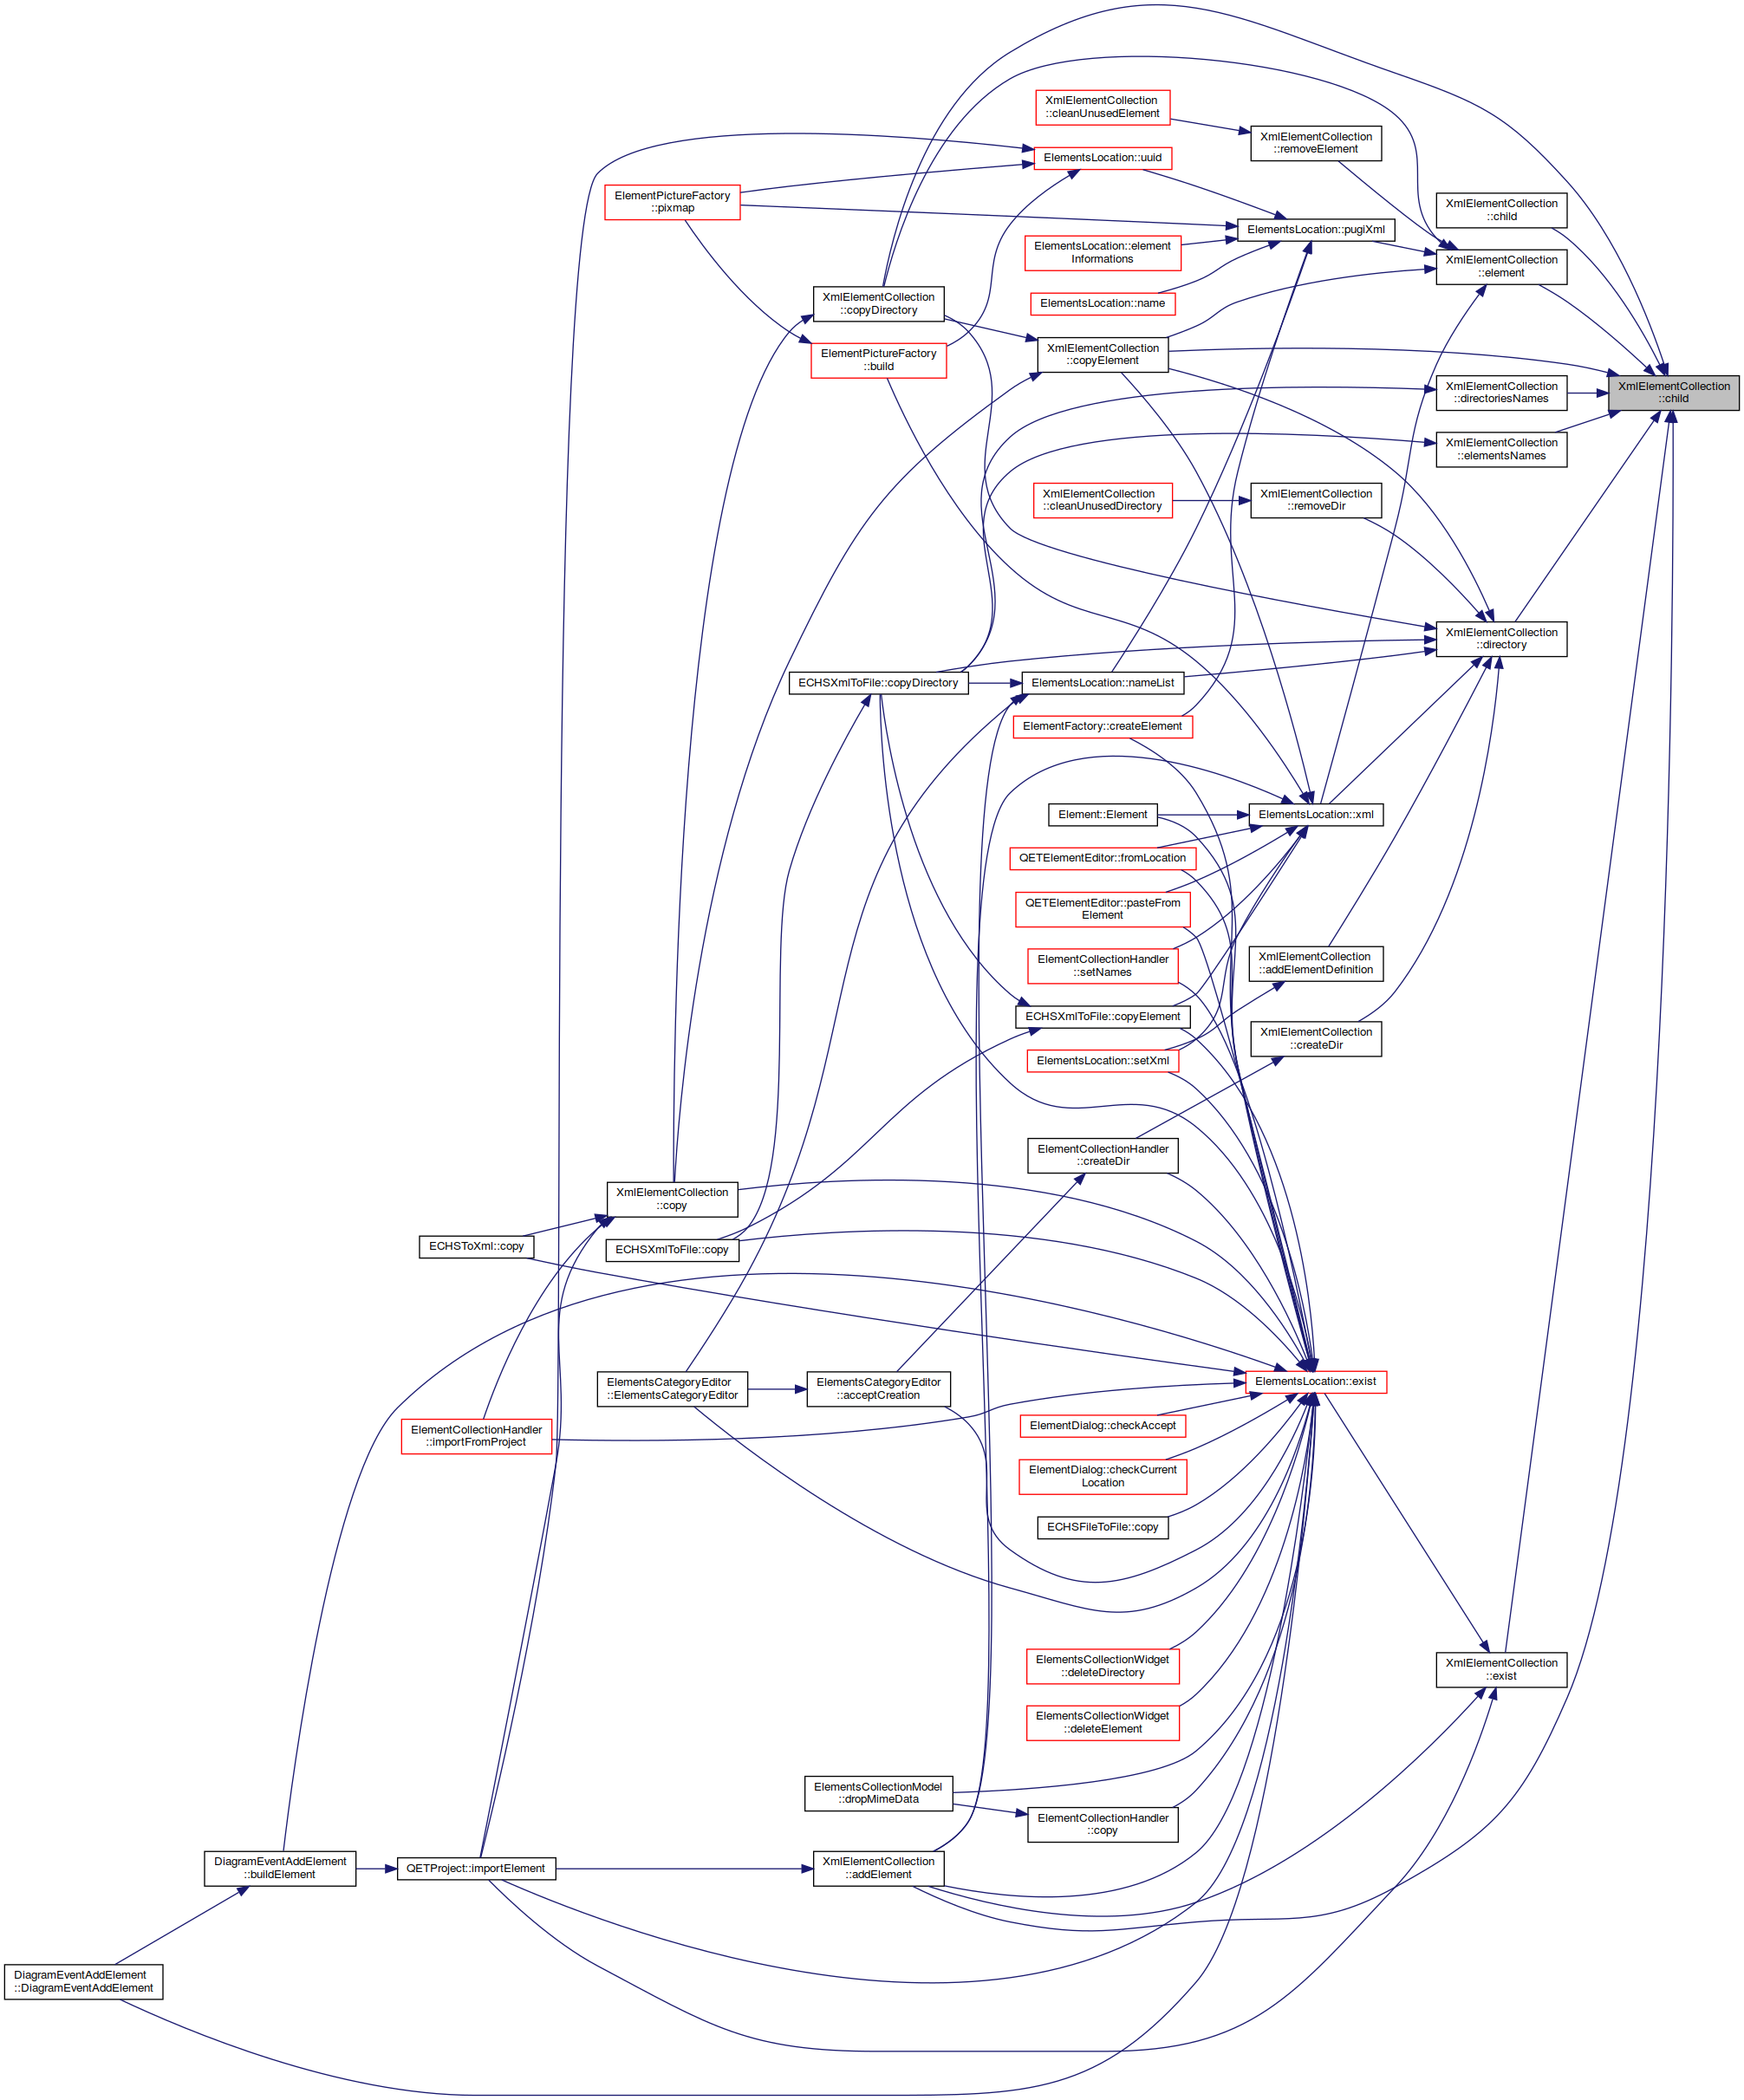 XmlElementCollection
::cleanUnusedElement
XmlElementCollection
::removeElement
ElementsLocation::uuid
ElementPictureFactory
::pixmap
XmlElementCollection
::child
ElementsLocation::pugiXml
ElementsLocation::element
Informations
XmlElementCollection
::element
ElementsLocation::name
XmlElementCollection
::copyDirectory
ElementPictureFactory
::build
XmlElementCollection
::copyElement
XmlElementCollection
::directoriesNames
XmlElementCollection
::child
XmlElementCollection
::elementsNames
XmlElementCollection
::cleanUnusedDirectory
XmlElementCollection
::removeDir
XmlElementCollection
::directory
ECHSXmlToFile::copyDirectory
ElementsLocation::nameList
ElementFactory::createElement
Element::Element
ElementsLocation::xml
QETElementEditor::fromLocation
QETElementEditor::pasteFrom
Element
ElementCollectionHandler
::setNames
XmlElementCollection
::addElementDefinition
ECHSXmlToFile::copyElement
XmlElementCollection
::createDir
ElementsLocation::setXml
ElementCollectionHandler
::createDir
XmlElementCollection
::copy
ECHSToXml::copy
ECHSXmlToFile::copy
ElementsCategoryEditor
::ElementsCategoryEditor
ElementsCategoryEditor
::acceptCreation
ElementsLocation::exist
ElementCollectionHandler
::importFromProject
ElementDialog::checkAccept
ElementDialog::checkCurrent
Location
ECHSFileToFile::copy
ElementsCollectionWidget
::deleteDirectory
XmlElementCollection
::exist
ElementsCollectionWidget
::deleteElement
ElementsCollectionModel
::dropMimeData
ElementCollectionHandler
::copy
DiagramEventAddElement
::buildElement
QETProject::importElement
XmlElementCollection
::addElement
DiagramEventAddElement
::DiagramEventAddElement